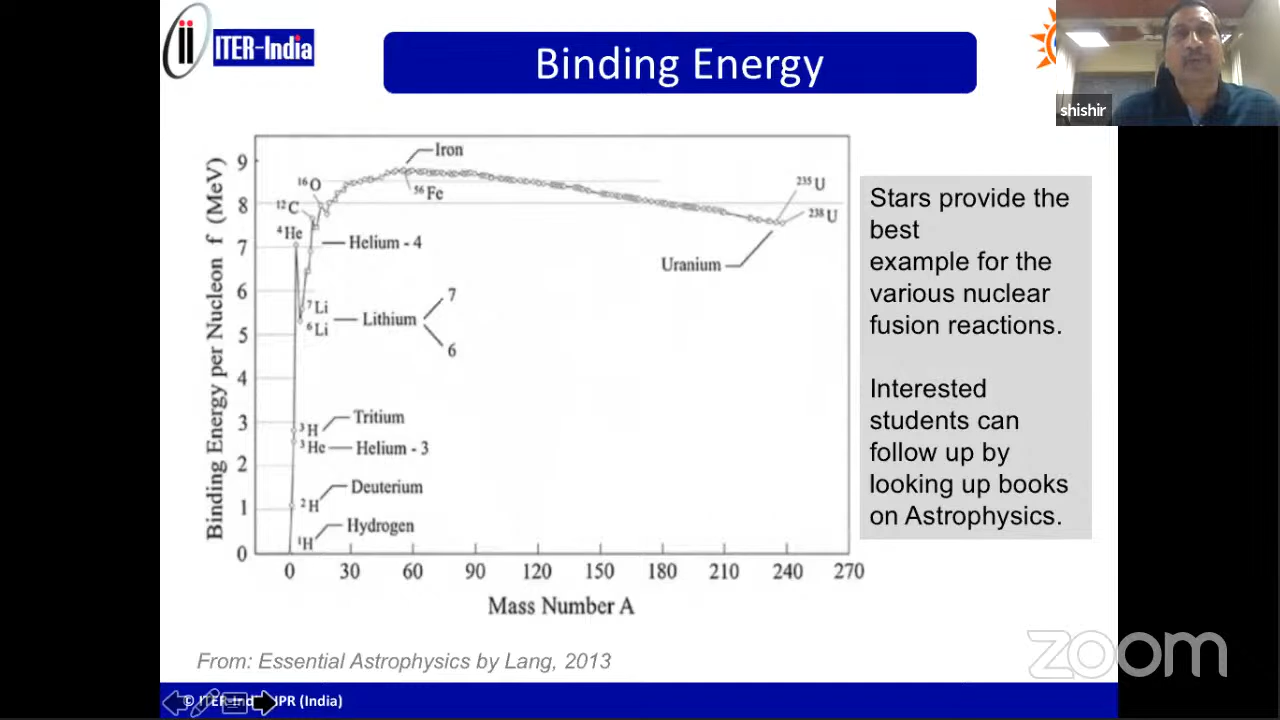 ITER-India
Binding Energy
shishir
Binding Energy per Nucleon f (MeV)
9
8
7
6
5
4
3
2
1
0
0 30 60 90 120 150 180 210 240 270
Mass Number A
Iron
⁵⁶Fe
¹⁶O
¹²C
⁴He
Helium - 4
⁷Li
⁶Li
Lithium
7
6
³H
Tritium
³He
Helium - 3
²H
Deuterium
¹H
Hydrogen
²³⁵U
²³⁸U
Uranium
Stars provide the
best
example for the
various nuclear
fusion reactions.
Interested
students can
follow up by
looking up books
on Astrophysics.
From: Essential Astrophysics by Lang, 2013
zoom
(India)